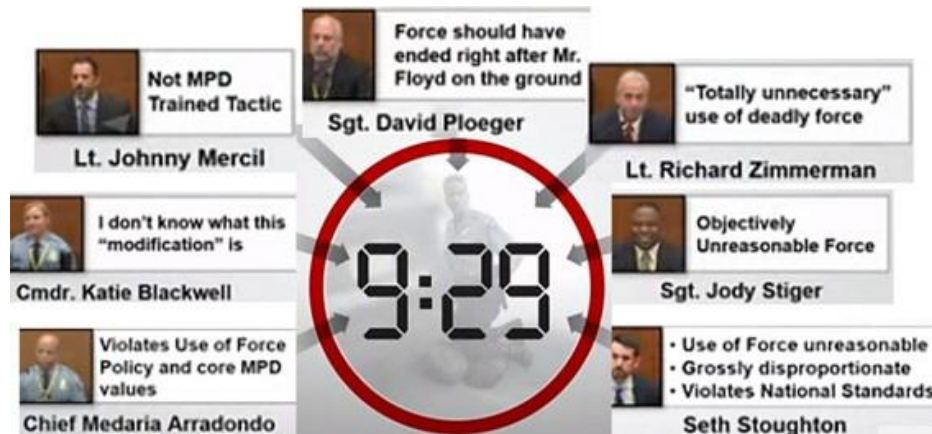 Force should have
ended right after Mr.
Floyd on the ground
Sgt. David Ploeger
Not MPD
Trained Tactic
Lt. Johnny Mercil
“Totally unnecessary”
use of deadly force
Lt. Richard Zimmerman
I don't know what this
“modification” is
Cmdr. Katie Blackwell
Objectively
Unreasonable Force
Sgt. Jody Stiger
9:29
Violates Use of Force
Policy and core MPD
values
Chief Medaria Arradondo
• Use of Force unreasonable
• Grossly disproportionate
• Violates National Standards
Seth Stoughton